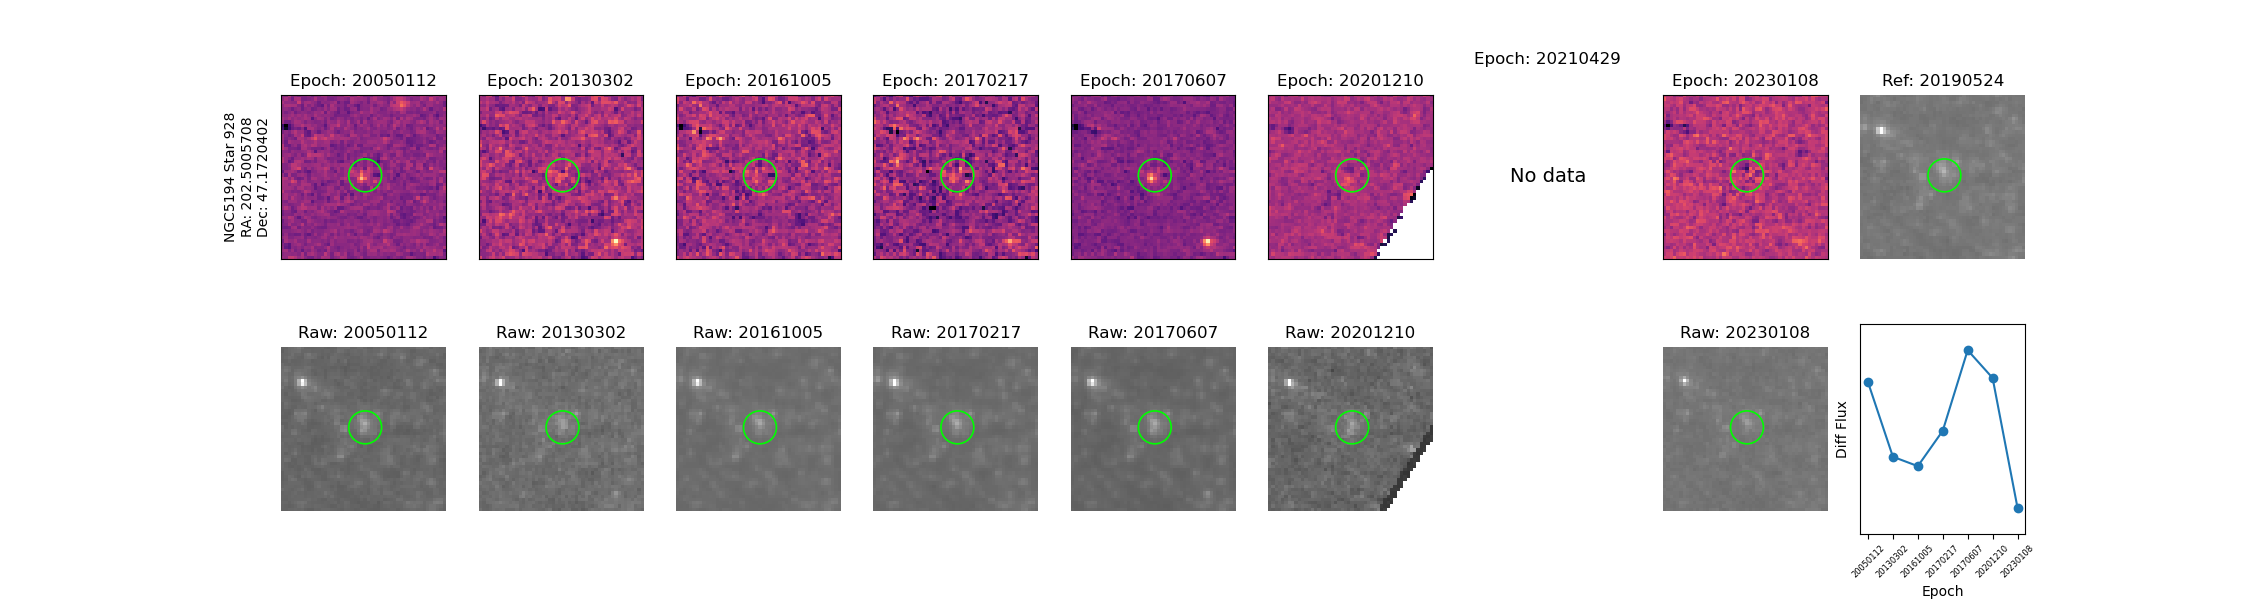 Epoch: 20210429
Epoch: 20050112
Epoch: 20130302
Epoch: 20161005
Epoch: 20170217
Epoch: 20170607
Epoch: 20201210
Epoch: 20230108
Ref: 20190524
NGC5194 Star 928
RA: 202.5005708
Dec: 47.1720402
No data
Raw: 20050112
Raw: 20130302
Raw: 20161005
Raw: 20170217
Raw: 20170607
Raw: 20201210
Raw: 20230108
Diff Flux
20050112
20130302
20161005
20170217
20170607
20201210
20230108
Epoch